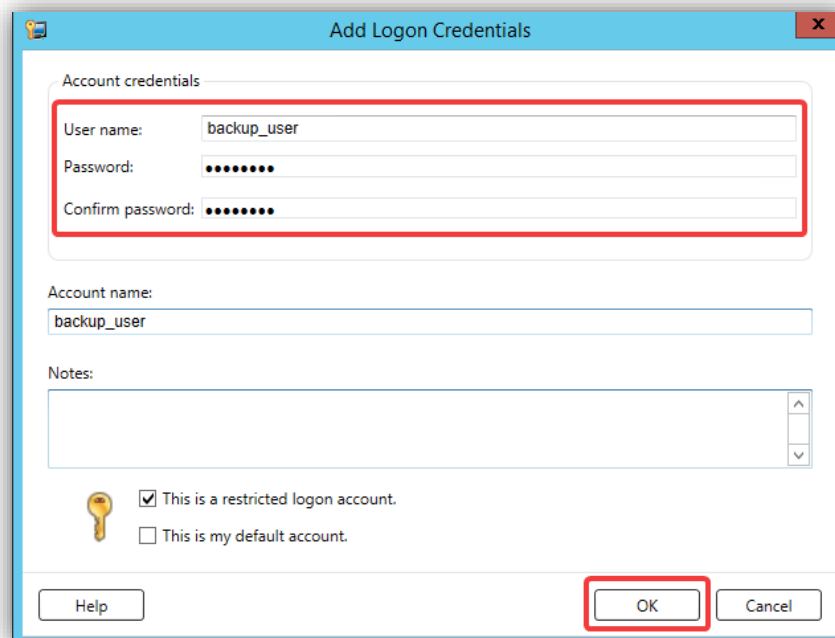 Add Logon Credentials
x
Account credentials
User name: backup_user
Password: ●●●●●●●●
Confirm password: ●●●●●●●●
Account name:
backup_user
Notes:
This is a restricted logon account.
This is my default account.
Help OK Cancel